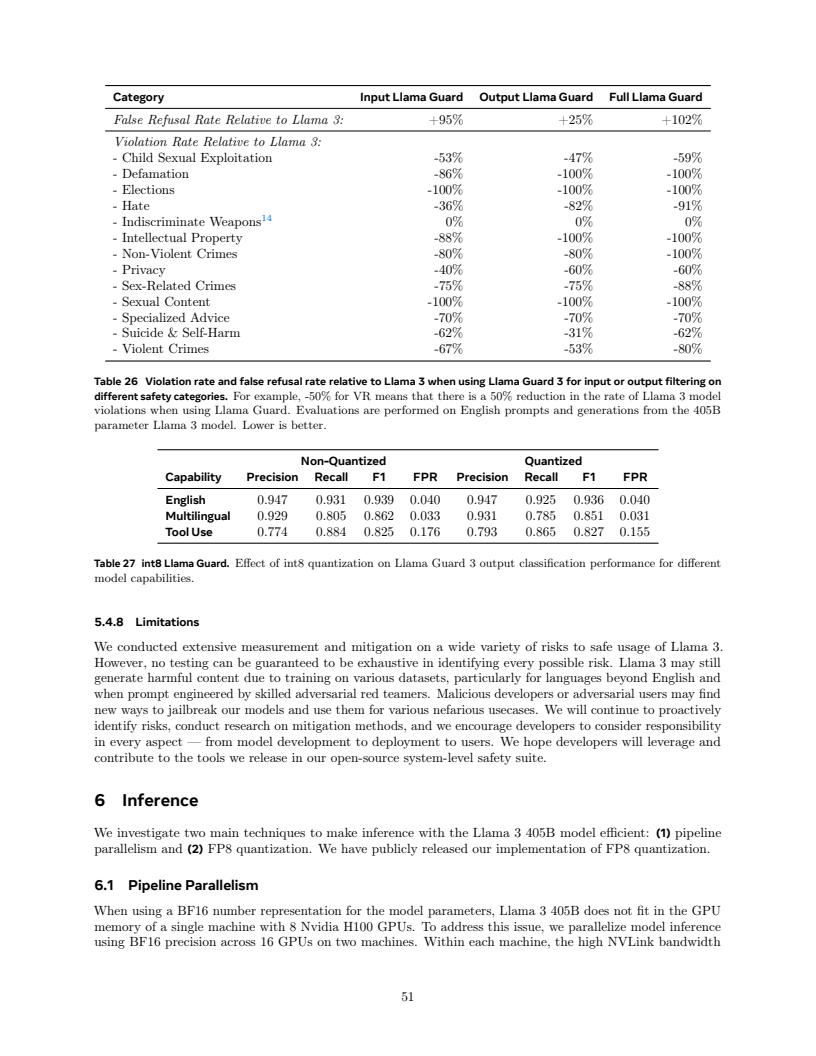 Category Input Llama Guard Output Llama Guard Full Llama Guard
False Refusal Rate Relative to Llama 3: +95% +25% +102%
Violation Rate Relative to Llama 3:
- Child Sexual Exploitation -53% -47% -59%
- Defamation -86% -100% -100%
- Elections -100% -100% -100%
- Hate -36% -82% -91%
- Indiscriminate Weapons14 0% 0% 0%
- Intellectual Property -88% -100% -100%
- Non-Violent Crimes -80% -80% -100%
- Privacy -40% -60% -60%
- Sex-Related Crimes -75% -75% -88%
- Sexual Content -100% -100% -100%
- Specialized Advice -70% -70% -70%
- Suicide & Self-Harm -62% -31% -62%
- Violent Crimes -67% -53% -80%
Table 26 Violation rate and false refusal rate relative to Llama 3 when using Llama Guard 3 for input or output filtering on
different safety categories. For example, -50% for VR means that there is a 50% reduction in the rate of Llama 3 model
violations when using Llama Guard. Evaluations are performed on English prompts and generations from the 405B
parameter Llama 3 model. Lower is better.
Non-Quantized Quantized
Capability Precision Recall F1 FPR Precision Recall F1 FPR
English 0.947 0.931 0.939 0.040 0.947 0.925 0.936 0.040
Multilingual 0.929 0.805 0.862 0.033 0.931 0.785 0.851 0.031
Tool Use 0.774 0.884 0.825 0.176 0.793 0.865 0.827 0.155
Table 27 int8 Llama Guard. Effect of int8 quantization on Llama Guard 3 output classification performance for different
model capabilities.
5.4.8 Limitations
We conducted extensive measurement and mitigation on a wide variety of risks to safe usage of Llama 3.
However, no testing can be guaranteed to be exhaustive in identifying every possible risk. Llama 3 may still
generate harmful content due to training on various datasets, particularly for languages beyond English and
when prompt engineered by skilled adversarial red teamers. Malicious developers or adversarial users may find
new ways to jailbreak our models and use them for various nefarious usecases. We will continue to proactively
identify risks, conduct research on mitigation methods, and we encourage developers to consider responsibility
in every aspect — from model development to deployment to users. We hope developers will leverage and
contribute to the tools we release in our open-source system-level safety suite.
6 Inference
We investigate two main techniques to make inference with the Llama 3 405B model efficient: (1) pipeline
parallelism and (2) FP8 quantization. We have publicly released our implementation of FP8 quantization.
6.1 Pipeline Parallelism
When using a BF16 number representation for the model parameters, Llama 3 405B does not fit in the GPU
memory of a single machine with 8 Nvidia H100 GPUs. To address this issue, we parallelize model inference
using BF16 precision across 16 GPUs on two machines. Within each machine, the high NVLink bandwidth
51